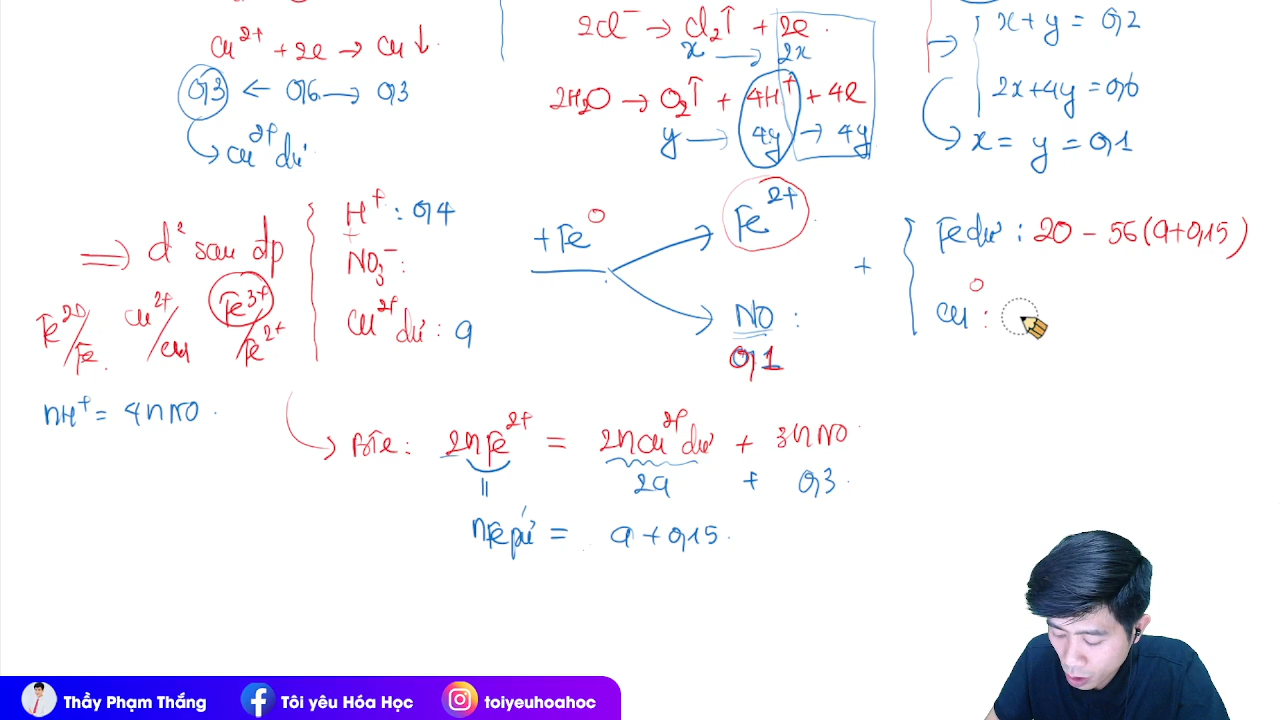 2Cl⁻ → Cl₂↑ + 2e.
x → 2x
x + y = 0,2
Cu²⁺ + 2e → Cu↓.
0,3 ← 0,6 → 0,3
2H₂O → O₂↑ + 4H⁺ + 4e
y → 4y → 4y
2x + 4y = 0,6
→ x = y = 0,1
→ Cu²⁺ dư
⇒ d² sau đp
H⁺ : 0,4
NO₃⁻ :
Cu²⁺ dư : a
+ Fe⁰
Fe²⁺
NO :
0,1
+
Fe dư : 20 - 56(a+0,15)
Cu⁰ :
Fe²⁺/Fe Cu²⁺/Cu Fe³⁺/Fe²⁺
nH⁺ = 4nNO.
→ BTe : 2nFe²⁺ = 2nCu²⁺ dư + 3nNO
2a + 0,3.
nFe pứ = a + 0,15.
Thầy Phạm Thắng
Tôi yêu Hóa Học
toiyeuhoahoc